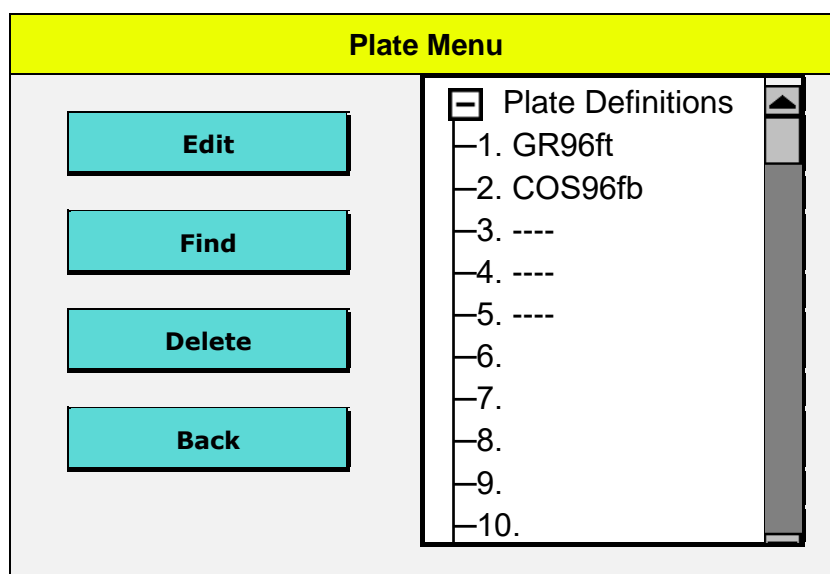 Plate Menu
Edit
Find
Delete
Back
Plate Definitions
1. GR96ft
2. COS96fb
3. ----
4. ----
5. ----
6.
7.
8.
9.
10.